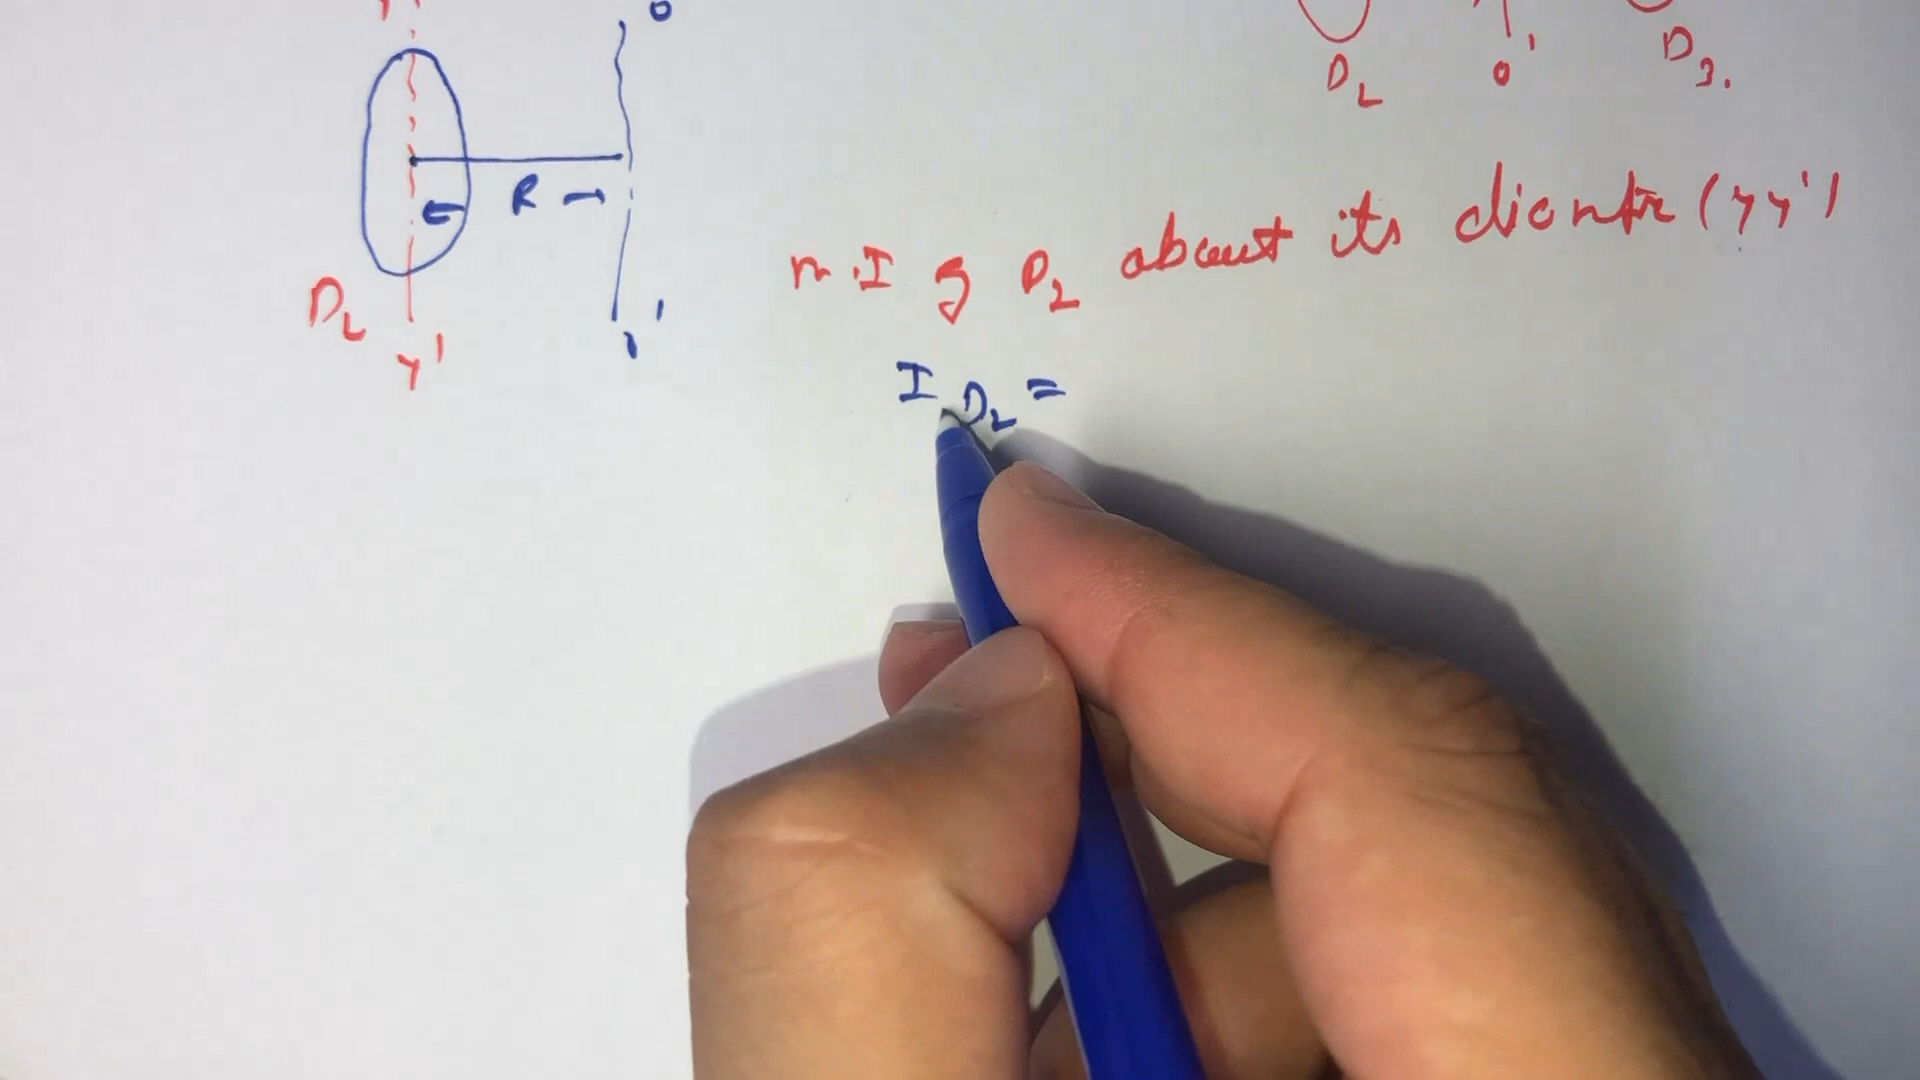 o
D2
o'
D3.
R
D2
y'
,'
m.I of D2 about its diameter (yy')
I D2 =